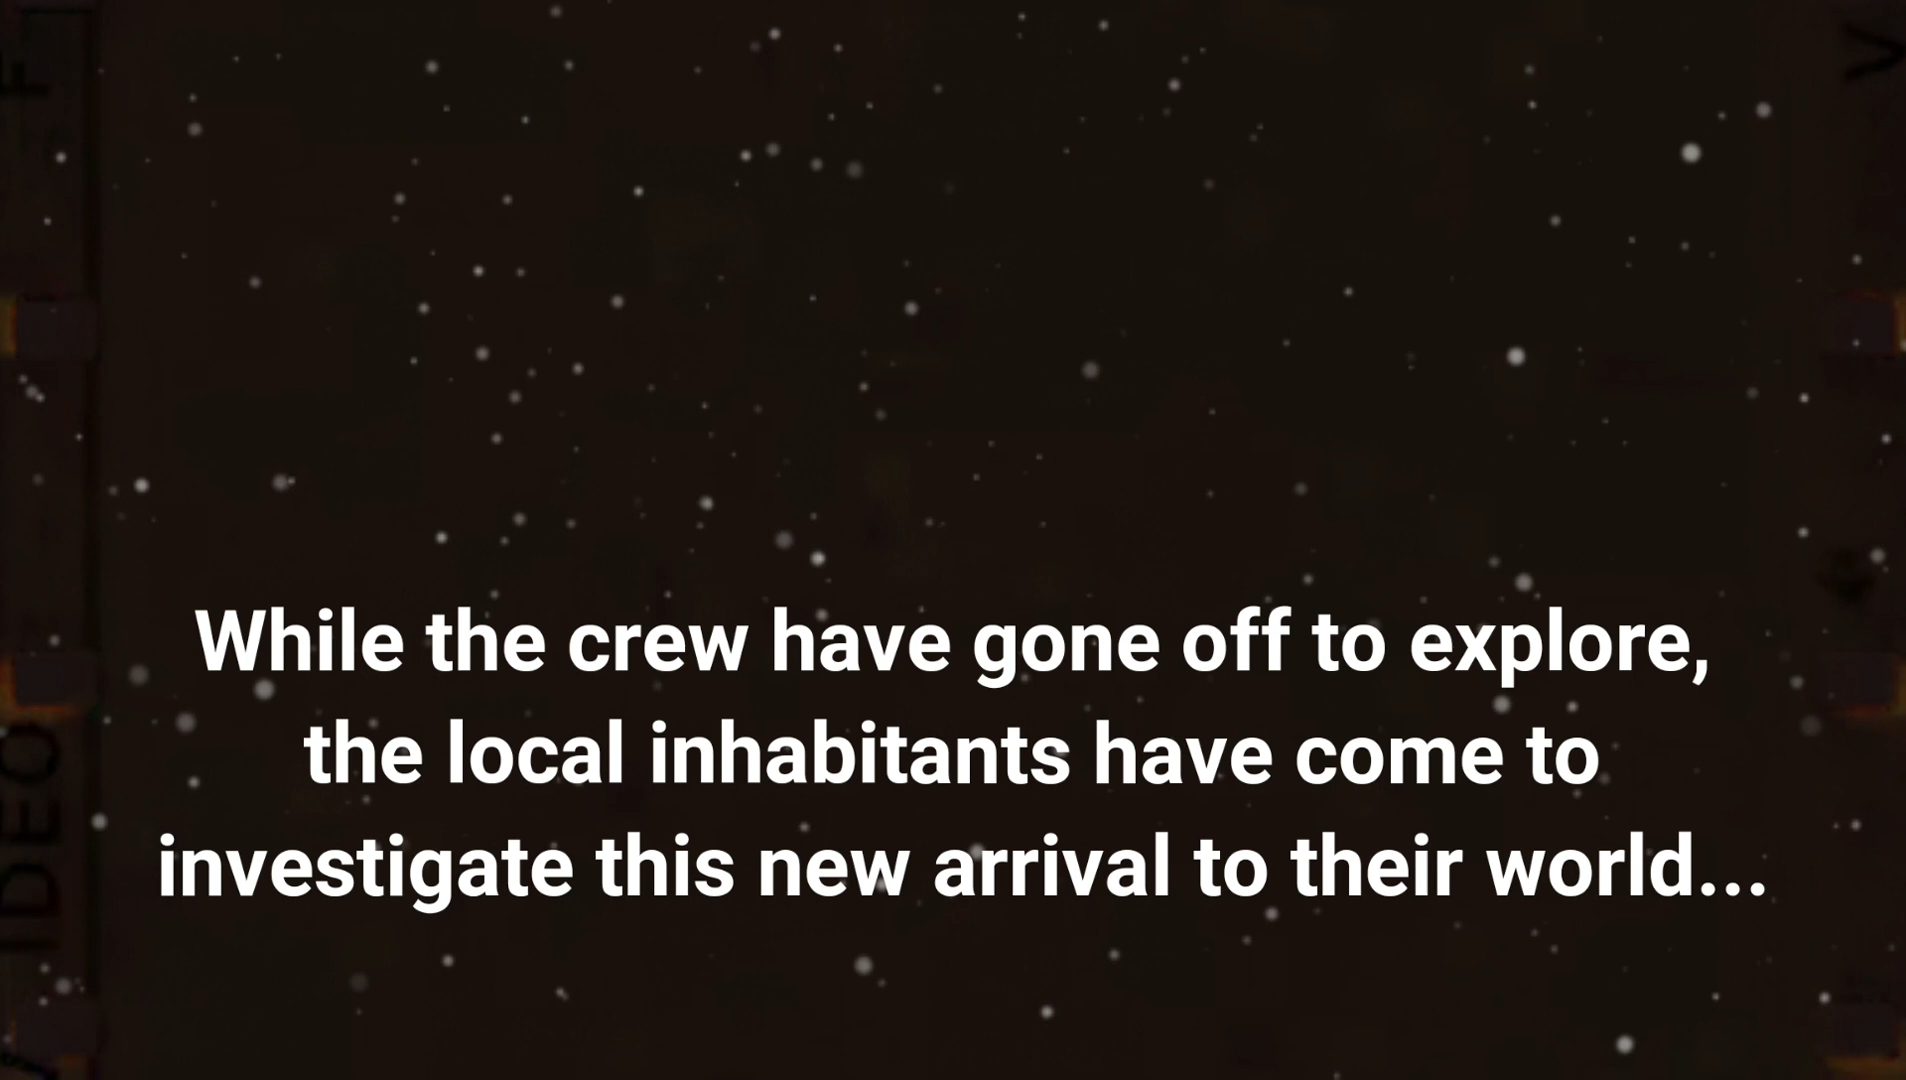 While the crew have gone off to explore,
the local inhabitants have come to
investigate this new arrival to their world...